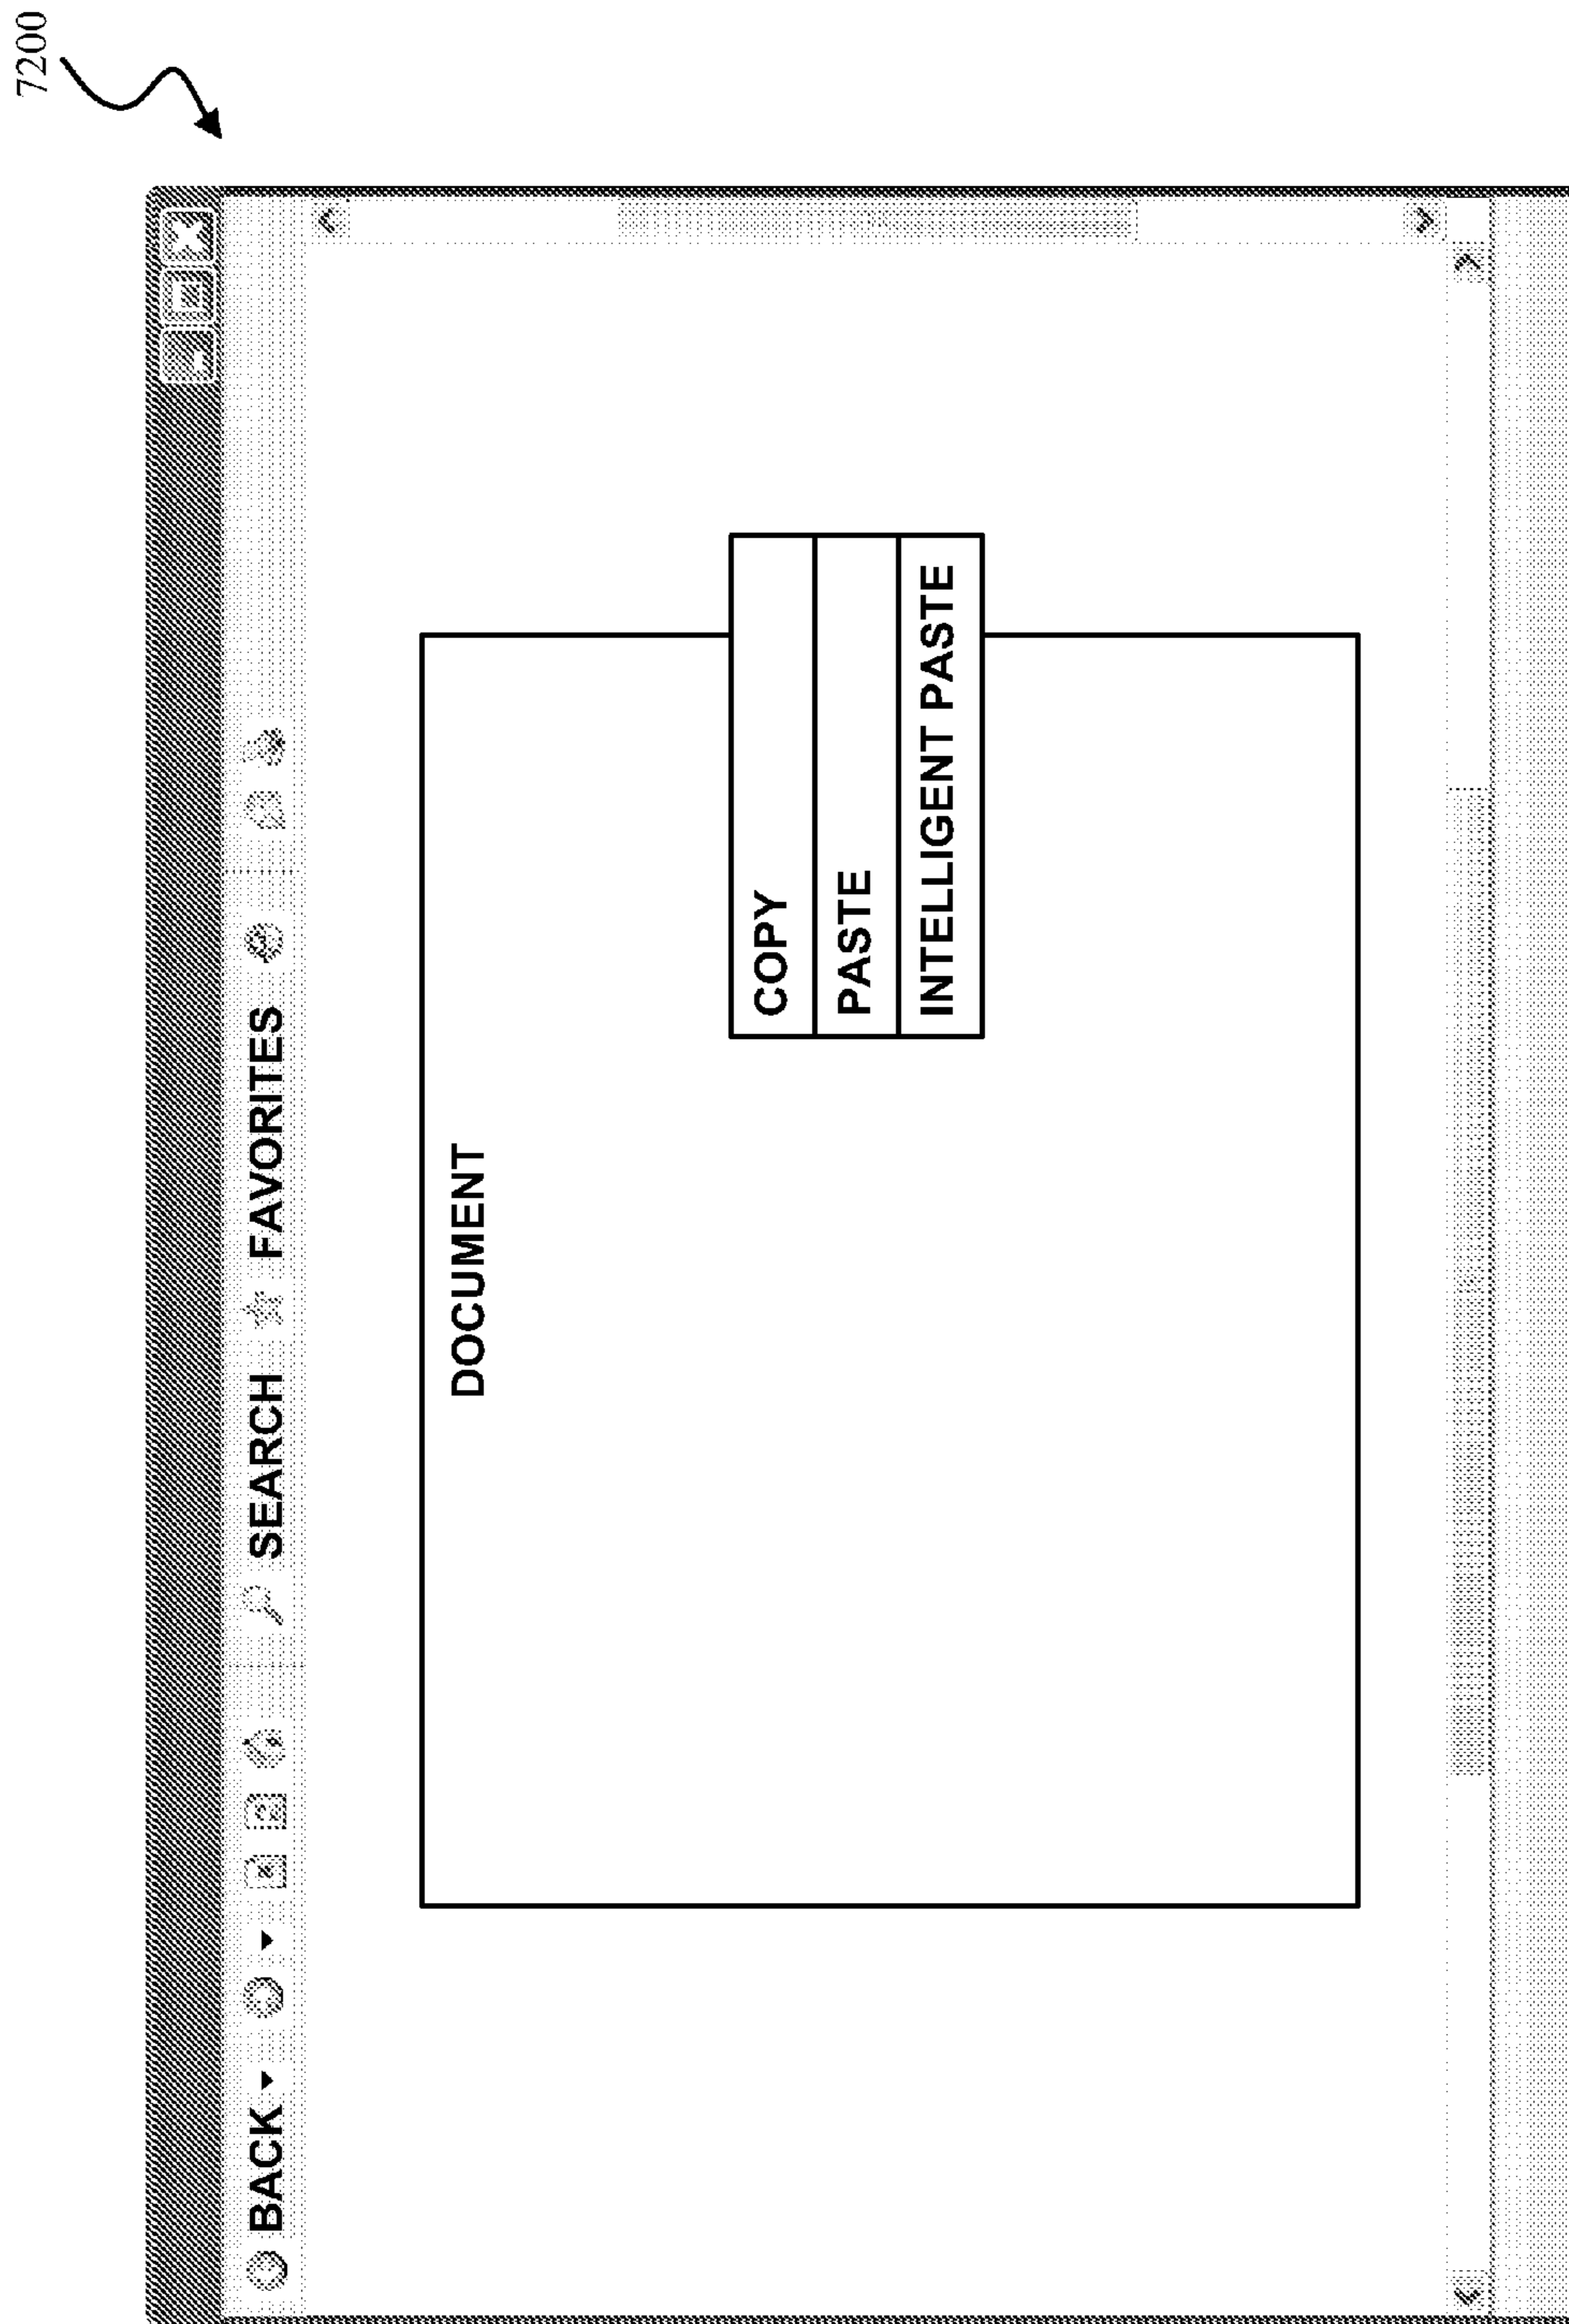 7200
BACK SEARCH FAVORITES
DOCUMENT
COPY
PASTE
INTELLIGENT PASTE